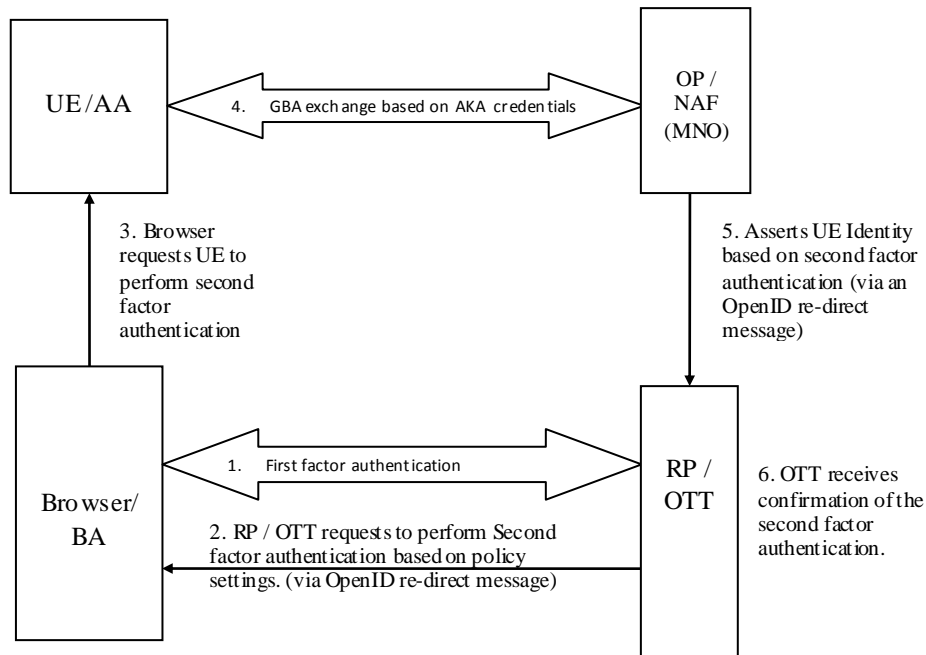 UE/AA
4. GBA exchange based on AKA credentials
OP /
NAF
(MNO)
3. Browser
requests UE to
perform second
factor
authentication
5. Asserts UE Identity
based on second factor
authentication (via an
OpenID re-direct
message)
1. First factor authentication
Browser/
BA
RP /
OTT
2. RP / OTT requests to perform Second
factor authentication based on policy
settings. (via OpenID re-direct message)
6. OTT receives
confirmation of the
second factor
authentication.